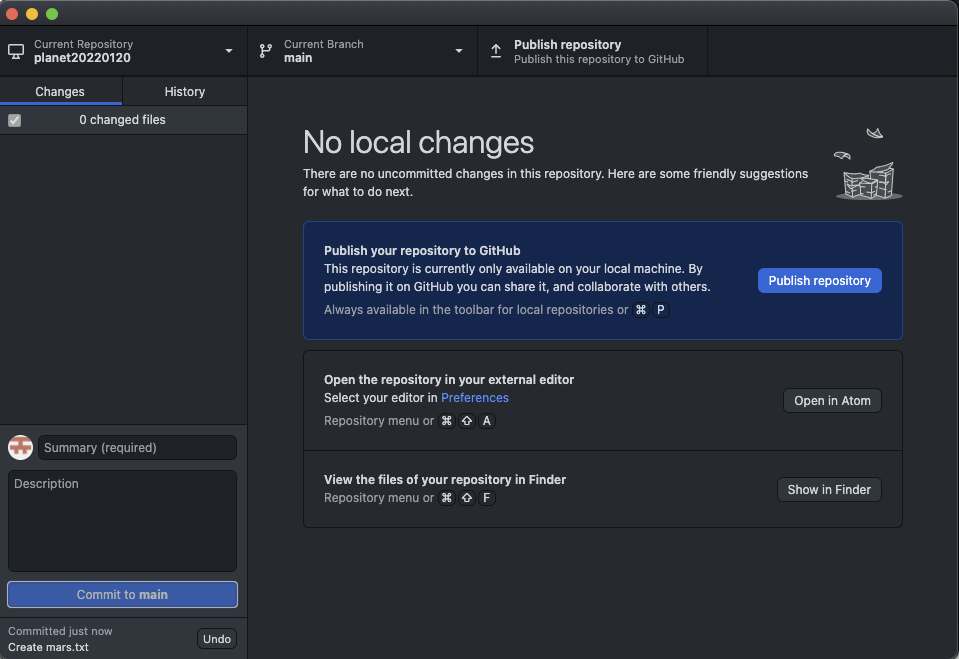 Current Repository
planet20220120
Current Branch
main
Publish repository
Publish this repository to GitHub
Changes
History
0 changed files
No local changes
There are no uncommitted changes in this repository. Here are some friendly suggestions
for what to do next.
Publish your repository to GitHub
This repository is currently only available on your local machine. By
publishing it on GitHub you can share it, and collaborate with others.
Always available in the toolbar for local repositories or ⌘ P
Publish repository
Open the repository in your external editor
Select your editor in Preferences
Repository menu or ⌘ ⇧ A
Open in Atom
View the files of your repository in Finder
Repository menu or ⌘ ⇧ F
Show in Finder
Summary (required)
Description
Commit to main
Committed just now
Create mars.txt
Undo